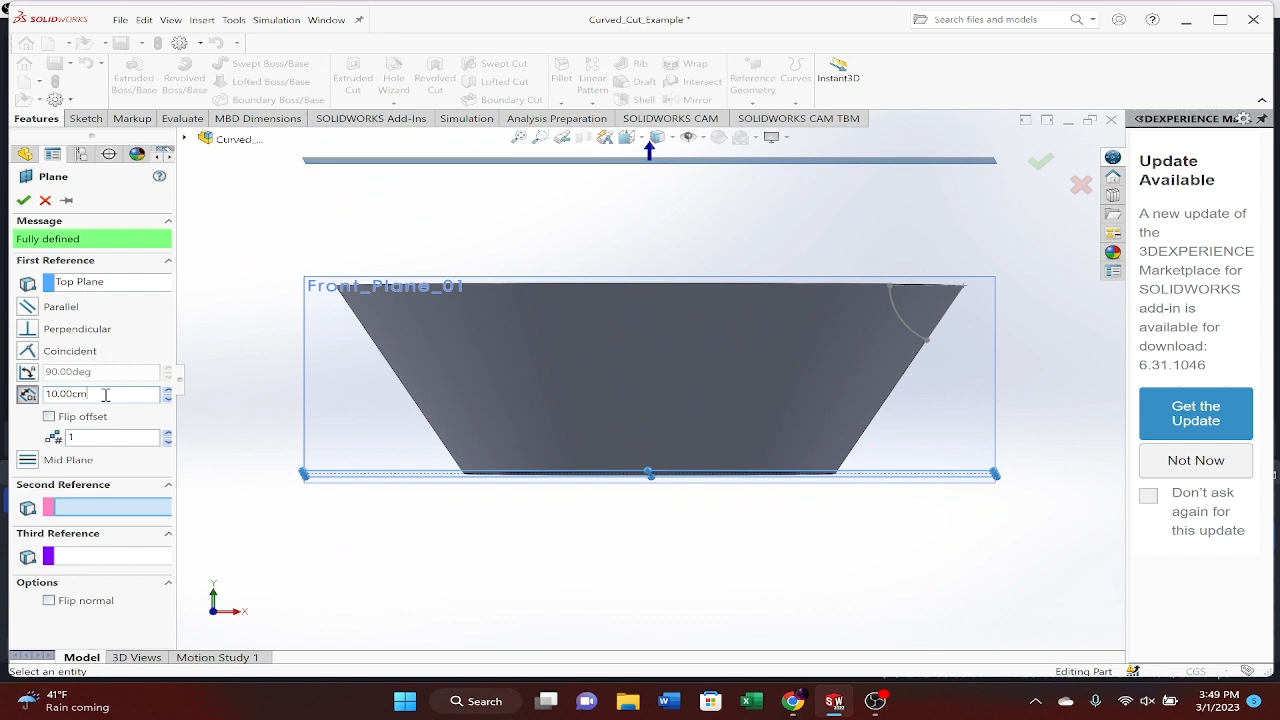 SOLIDWORKS File Edit View Insert Tools Simulation Window Curved_Cut_Example * Search files and models
Extruded Boss/Base
Revolved Boss/Base
Swept Boss/Base
Lofted Boss/Base
Boundary Boss/Base
Extruded Cut
Hole Wizard
Revolved Cut
Swept Cut
Lofted Cut
Boundary Cut
Fillet
Linear Pattern
Rib
Draft
Shell
Wrap
Intersect
Mirror
Reference Geometry
Curves
Instant3D
Features Sketch Markup Evaluate MBD Dimensions SOLIDWORKS Add-Ins Simulation Analysis Preparation SOLIDWORKS CAM SOLIDWORKS CAM TBM
Curved_...
Plane
Message
Fully defined
First Reference
Top Plane
Parallel
Perpendicular
Coincident
90.00deg
10.00cm
Flip offset
1
Mid Plane
Second Reference
Third Reference
Options
Flip normal
Front_Plane_01
Y
X
3DEXPERIENCE M
Update
Available
A new update of
the
3DEXPERIENCE
Marketplace for
SOLIDWORKS
add-in is
available for
download:
6.31.1046
Get the
Update
Not Now
Don't ask
again for
this update
Model 3D Views Motion Study 1
Select an entity Editing Part CGS
41°F
Rain coming
Search
3:49 PM
3/1/2023